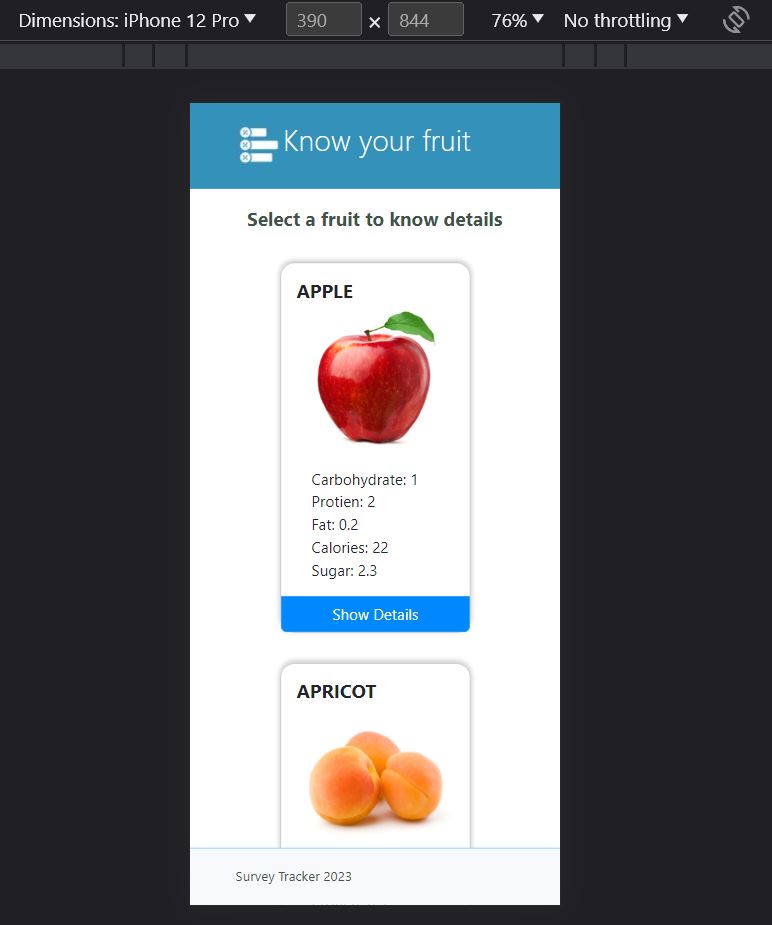 Dimensions: iPhone 12 Pro 390 × 844 76% No throttling
Know your fruit
Select a fruit to know details
APPLE
Carbohydrate: 1
Protien: 2
Fat: 0.2
Calories: 22
Sugar: 2.3
Show Details
APRICOT
Survey Tracker 2023